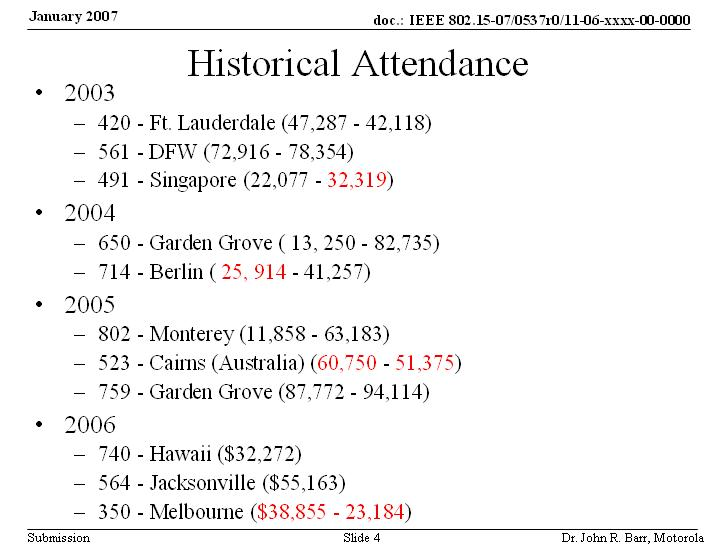 January 2007
doc.: IEEE 802.15-07/0537r0/11-06-xxxx-00-0000
Historical Attendance
• 2003
– 420 - Ft. Lauderdale (47,287 - 42,118)
– 561 - DFW (72,916 - 78,354)
– 491 - Singapore (22,077 - 32,319)
• 2004
– 650 - Garden Grove ( 13, 250 - 82,735)
– 714 - Berlin ( 25, 914 - 41,257)
• 2005
– 802 - Monterey (11,858 - 63,183)
– 523 - Cairns (Australia) (60,750 - 51,375)
– 759 - Garden Grove (87,772 - 94,114)
• 2006
– 740 - Hawaii ($32,272)
– 564 - Jacksonville ($55,163)
– 350 - Melbourne ($38,855 - 23,184)
Submission
Slide 4
Dr. John R. Barr, Motorola